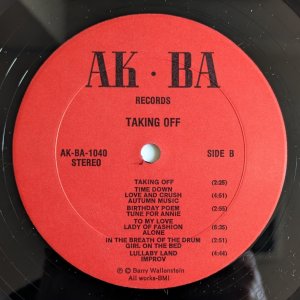 AK · BA
RECORDS
TAKING OFF
AK-BA-1040 SIDE B
STEREO
TAKING OFF (2:25)
TIME DOWN
LOVE AND CRUSH (4:51)
AUTUMN MUSIC
BIRTHDAY POEM (2:55)
TUNE FOR ANNIE
TO MY LOVE
LADY OF FASHION (6:35)
ALONE
IN THE BREATH OF THE DRUM (2:51)
GIRL ON THE BED
LULLABY LAND (4:44)
IMPROV
Ⓟ © Barry Wallenstein
All works-BMI